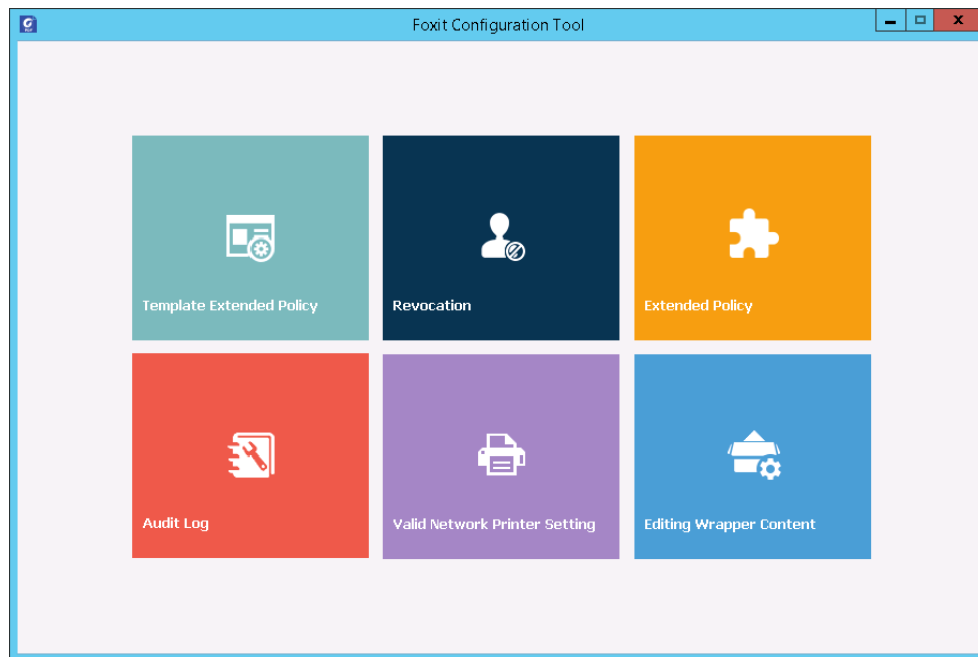 Foxit Configuration Tool
Template Extended Policy
Revocation
Extended Policy
Audit Log
Valid Network Printer Setting
Editing Wrapper Content